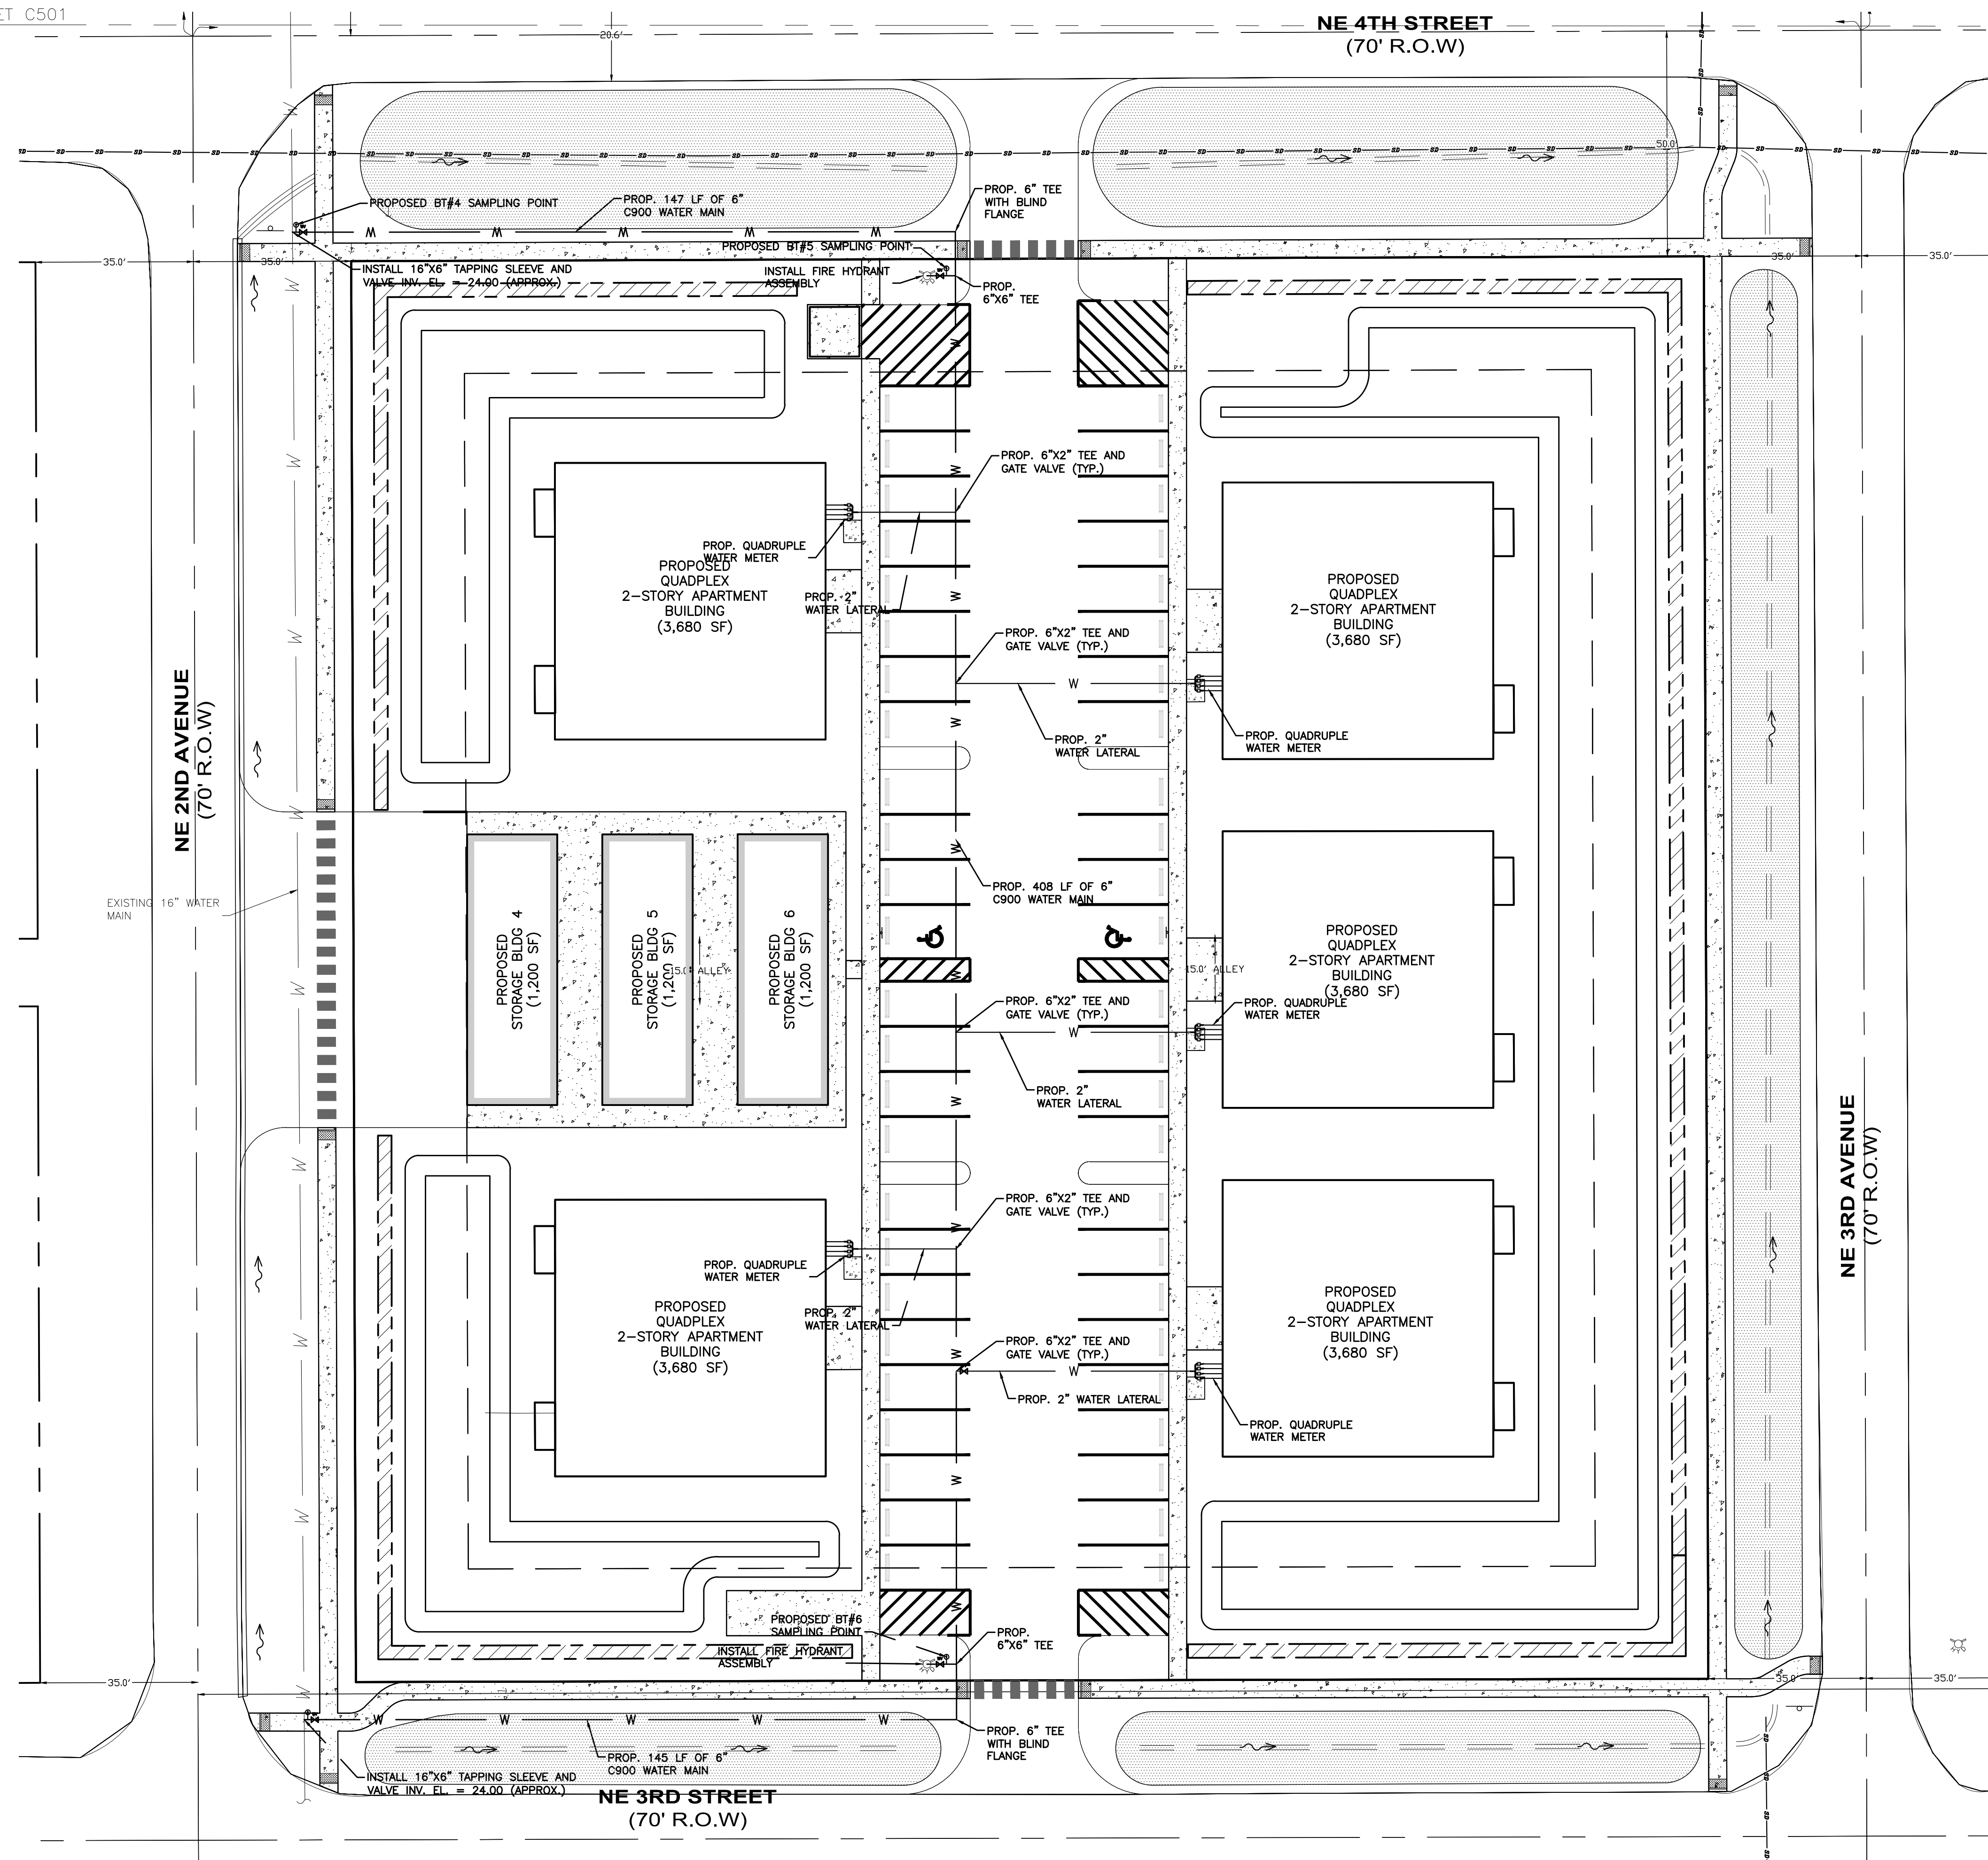 ET C501
NE 4TH STREET
(70' R.O.W)
20.6'
50.0'
PROPOSED BT#4 SAMPLING POINT
PROP. 147 LF OF 6"
C900 WATER MAIN
PROP. 6" TEE
WITH BLIND
FLANGE
PROPOSED BT#5 SAMPLING POINT
35.0'
35.0'
35.0'
35.0'
INSTALL 16"X6" TAPPING SLEEVE AND
VALVE INV. EL. = 24.00 (APPROX.)
INSTALL FIRE HYDRANT
ASSEMBLY
PROP.
6"X6" TEE
PROP. 6"X2" TEE AND
GATE VALVE (TYP.)
PROP. QUADRUPLE
WATER METER
PROPOSED
QUADPLEX
2-STORY APARTMENT
BUILDING
(3,680 SF)
PROP. 2"
WATER LATERAL
PROPOSED
QUADPLEX
2-STORY APARTMENT
BUILDING
(3,680 SF)
PROP. 6"X2" TEE AND
GATE VALVE (TYP.)
W
PROP. 2"
WATER LATERAL
PROP. QUADRUPLE
WATER METER
NE 2ND AVENUE
(70' R.O.W)
EXISTING 16" WATER
MAIN
PROP. 408 LF OF 6"
C900 WATER MAIN
PROPOSED
STORAGE BLDG 4
(1,200 SF)
PROPOSED
STORAGE BLDG 5
(1,200 SF)
PROPOSED
STORAGE BLDG 6
(1,200 SF)
15.0' ALLEY
15.0' ALLEY
PROPOSED
QUADPLEX
2-STORY APARTMENT
BUILDING
(3,680 SF)
PROP. QUADRUPLE
WATER METER
PROP. 6"X2" TEE AND
GATE VALVE (TYP.)
W
PROP. 2"
WATER LATERAL
NE 3RD AVENUE
(70' R.O.W)
PROP. 6"X2" TEE AND
GATE VALVE (TYP.)
PROP. QUADRUPLE
WATER METER
PROPOSED
QUADPLEX
2-STORY APARTMENT
BUILDING
(3,680 SF)
PROP. 2"
WATER LATERAL
PROPOSED
QUADPLEX
2-STORY APARTMENT
BUILDING
(3,680 SF)
PROP. 6"X2" TEE AND
GATE VALVE (TYP.)
W
PROP. 2" WATER LATERAL
PROP. QUADRUPLE
WATER METER
PROPOSED BT#6
SAMPLING POINT
INSTALL FIRE HYDRANT
ASSEMBLY
PROP.
6"X6" TEE
35.0'
35.0'
35.0'
W W W W W
PROP. 6" TEE
WITH BLIND
FLANGE
PROP. 145 LF OF 6"
C900 WATER MAIN
INSTALL 16"X6" TAPPING SLEEVE AND
VALVE INV. EL. = 24.00 (APPROX.)
NE 3RD STREET
(70' R.O.W)